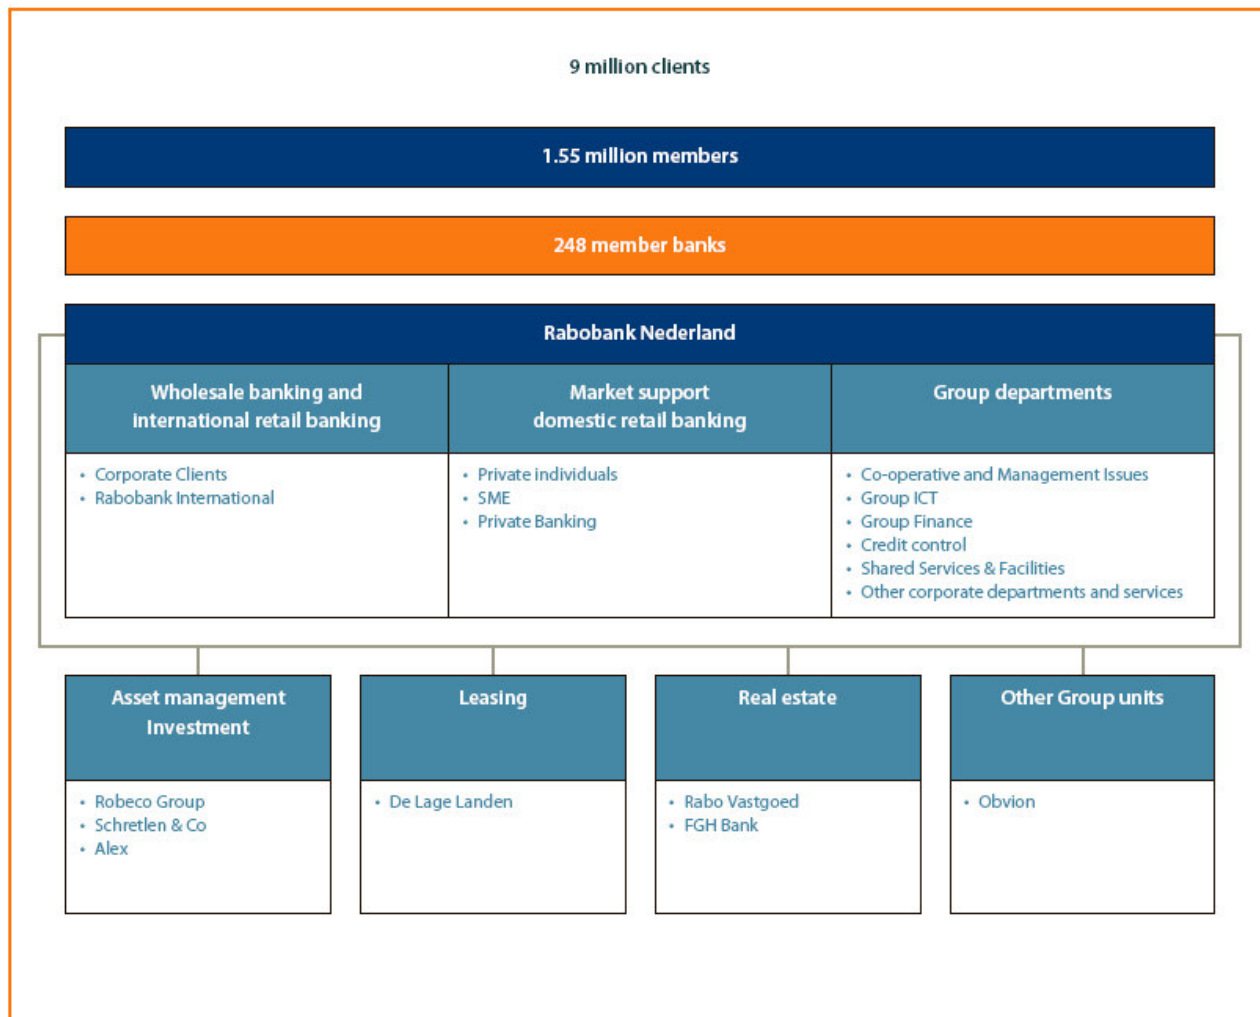 9 million clients
1.55 million members
248 member banks
Rabobank Nederland
Wholesale banking and
international retail banking
Market support
domestic retail banking
Group departments
• Corporate Clients
• Rabobank International
• Private individuals
• SME
• Private Banking
• Co-operative and Management Issues
• Group ICT
• Group Finance
• Credit control
• Shared Services & Facilities
• Other corporate departments and services
Asset management
Investment
Leasing
Real estate
Other Group units
• Robeco Group
• Schretlen & Co
• Alex
• De Lage Landen
• Rabo Vastgoed
• FGH Bank
• Obvion